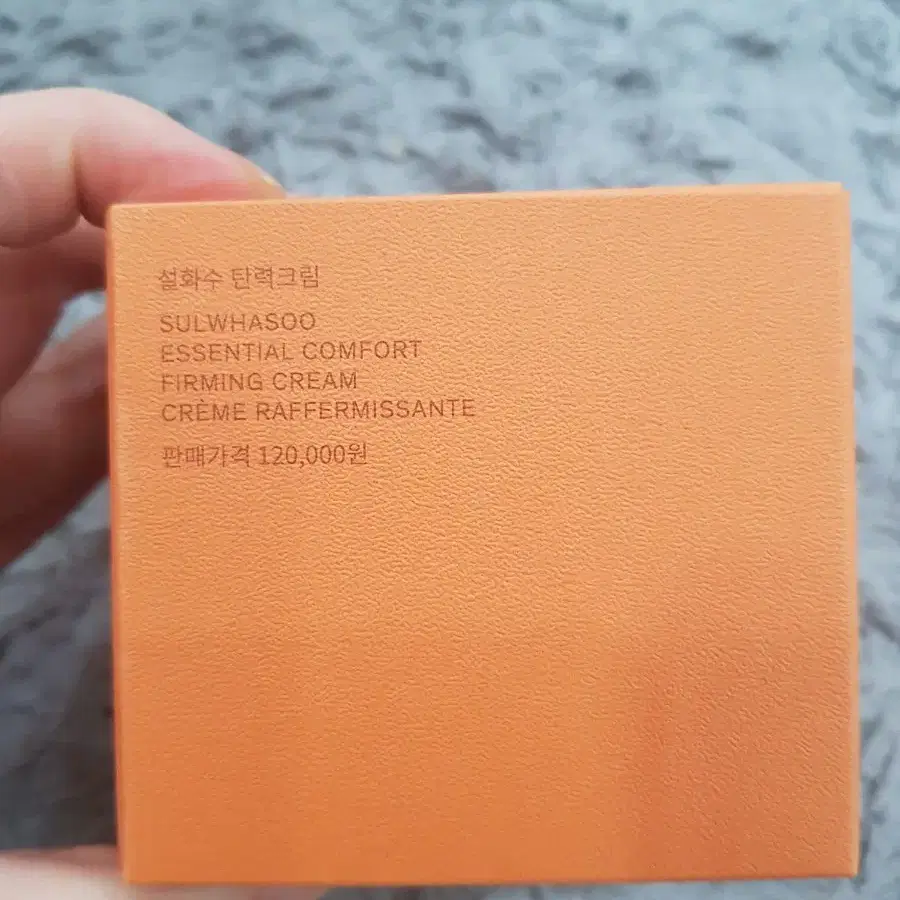 설화수 탄력크림
SULWHASOO
ESSENTIAL COMFORT
FIRMING CREAM
CRÈME RAFFERMISSANTE
판매가격 120,000원